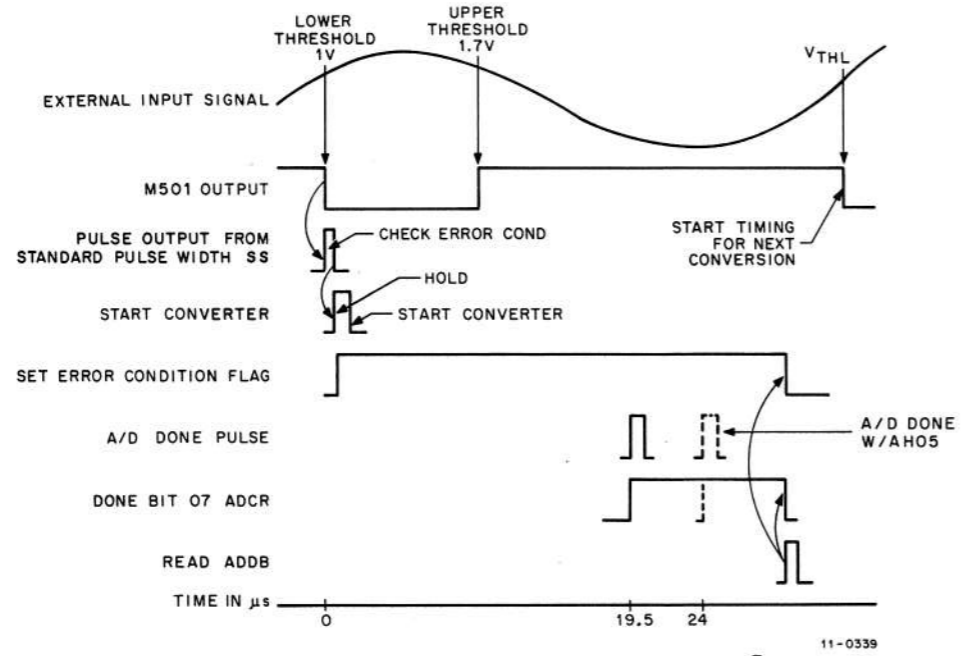 LOWER
THRESHOLD
1V
UPPER
THRESHOLD
1.7V
VTHL
EXTERNAL INPUT SIGNAL
M501 OUTPUT
START TIMING
FOR NEXT
CONVERSION
PULSE OUTPUT FROM
STANDARD PULSE WIDTH SS
CHECK ERROR COND
HOLD
START CONVERTER
START CONVERTER
SET ERROR CONDITION FLAG
A/D DONE PULSE
A/D DONE
W/AH05
DONE BIT 07 ADCR
READ ADDB
TIME IN µs
0
19.5
24
11-0339